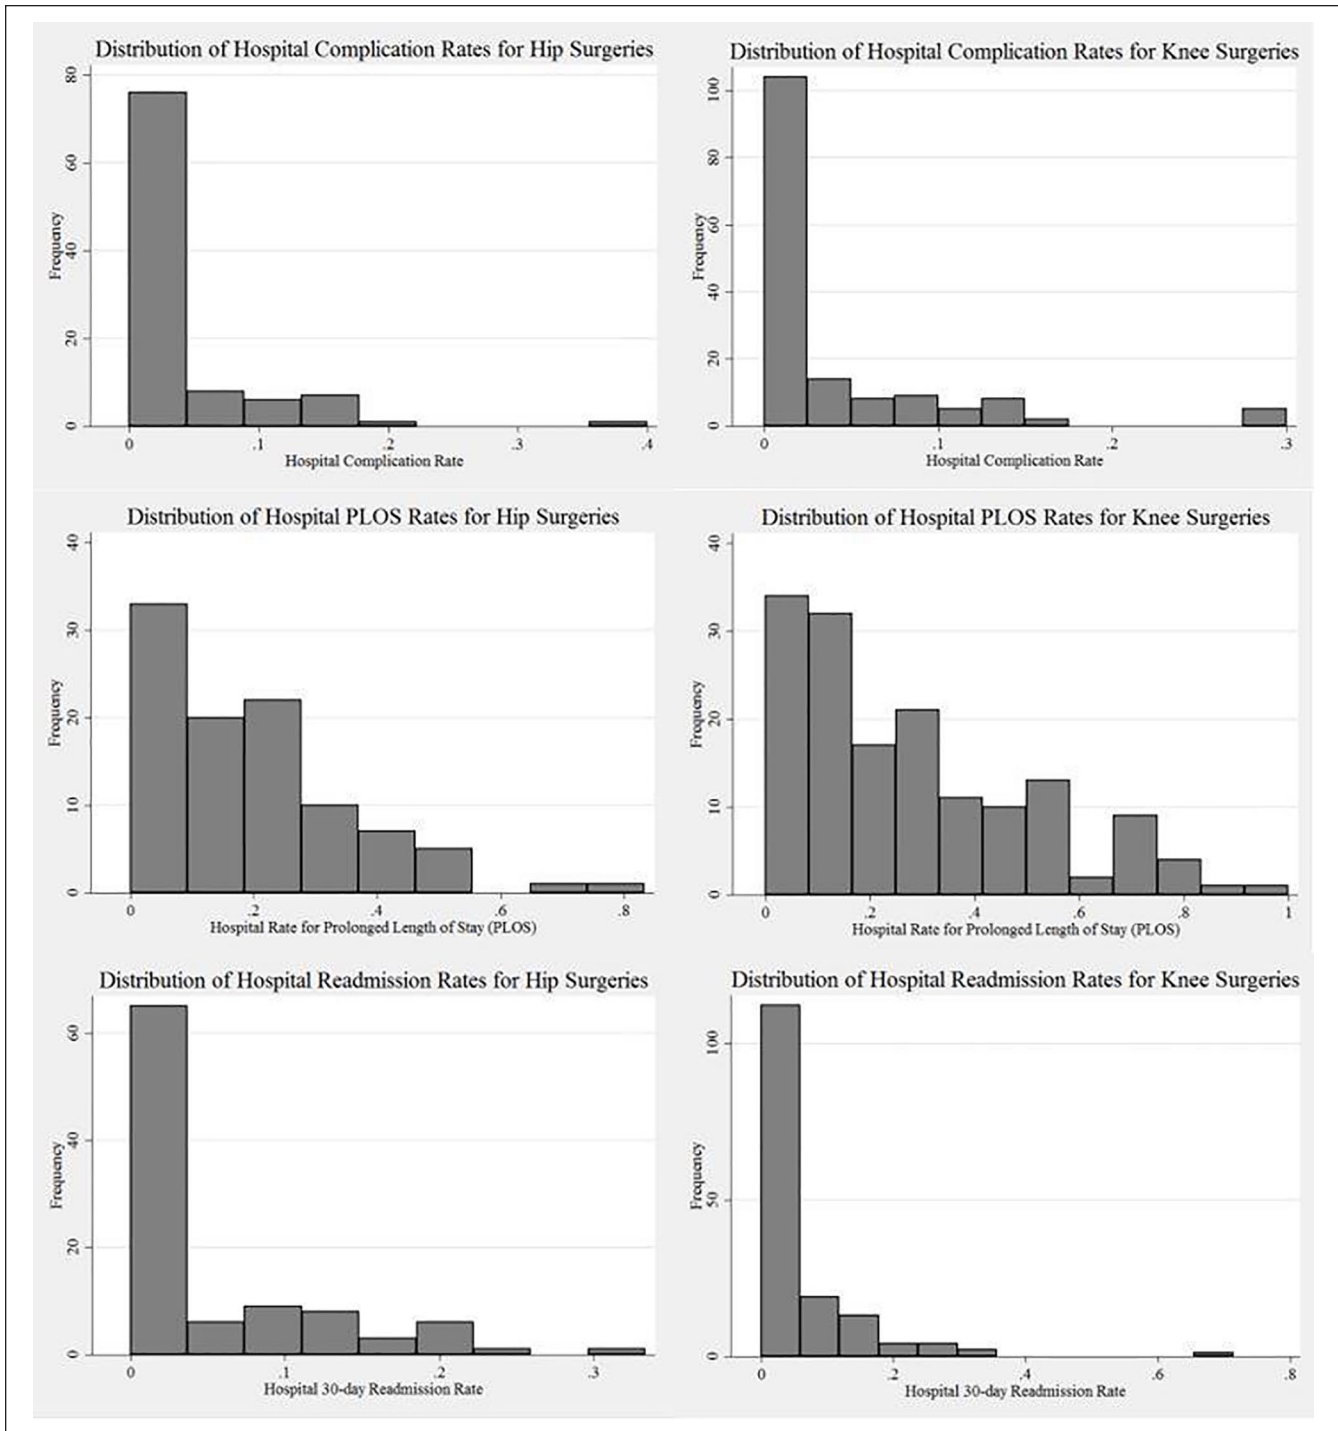 Distribution of Hospital Complication Rates for Hip Surgeries
80
60
40
20
0
Frequency
0 .1 .2 .3 .4
Hospital Complication Rate
Distribution of Hospital Complication Rates for Knee Surgeries
100
80
60
40
20
0
Frequency
0 .1 .2 .3
Hospital Complication Rate
Distribution of Hospital PLOS Rates for Hip Surgeries
40
30
20
10
0
Frequency
0 .2 .4 .6 .8
Hospital Rate for Prolonged Length of Stay (PLOS)
Distribution of Hospital PLOS Rates for Knee Surgeries
40
30
20
10
0
Frequency
0 .2 .4 .6 .8 1
Hospital Rate for Prolonged Length of Stay (PLOS)
Distribution of Hospital Readmission Rates for Hip Surgeries
60
40
20
0
Frequency
0 .1 .2 .3
Hospital 30-day Readmission Rate
Distribution of Hospital Readmission Rates for Knee Surgeries
100
50
0
Frequency
0 .2 .4 .6 .8
Hospital 30-day Readmission Rate